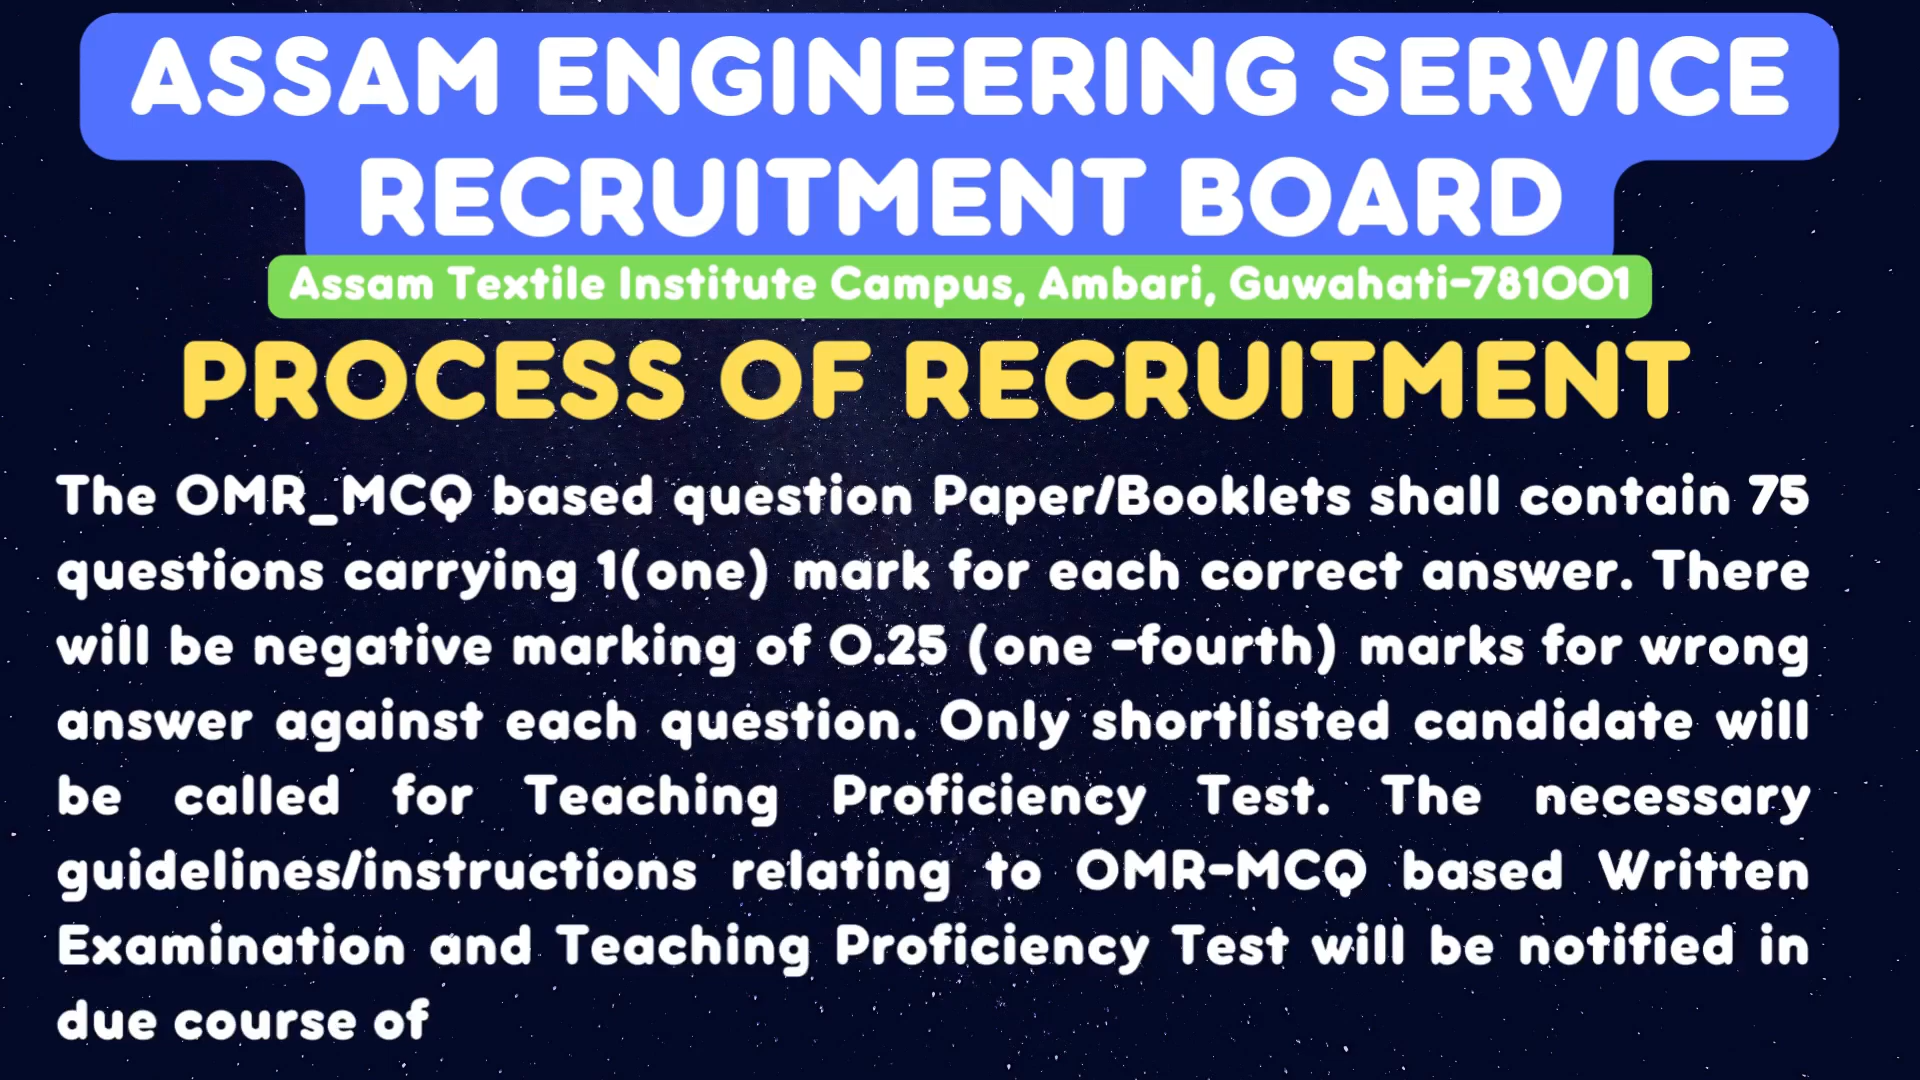 ASSAM ENGINEERING SERVICE
RECRUITMENT BOARD
Assam Textile Institute Campus, Ambari, Guwahati-781001
PROCESS OF RECRUITMENT
The OMR_MCQ based question Paper/Booklets shall contain 75
questions carrying 1(one) mark for each correct answer. There
will be negative marking of 0.25 (one -fourth) marks for wrong
answer against each question. Only shortlisted candidate will
be called for Teaching Proficiency Test. The necessary
guidelines/instructions relating to OMR-MCQ based Written
Examination and Teaching Proficiency Test will be notified in
due course of